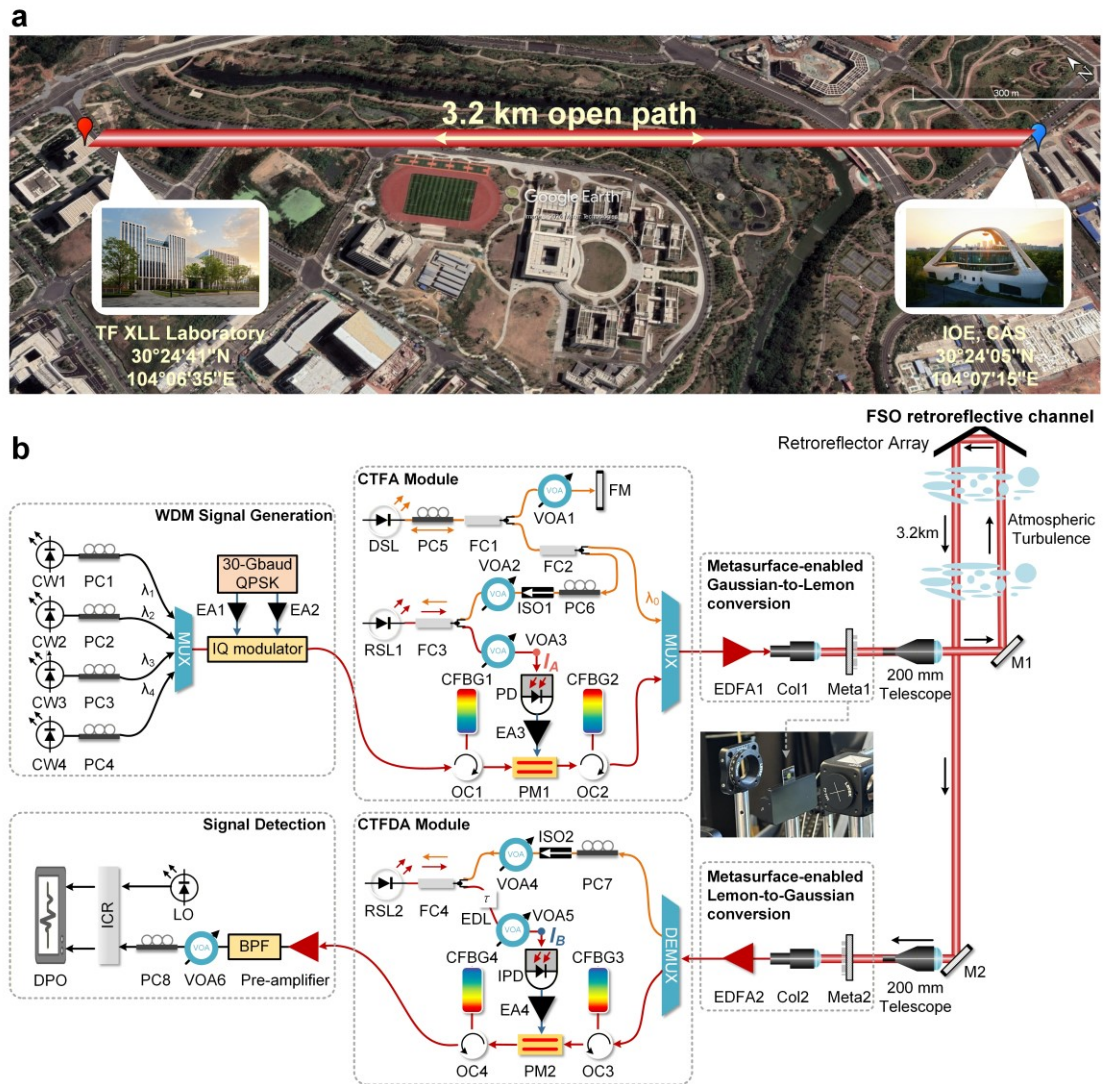 a
N
300 m
3.2 km open path
Google Earth
TF XLL Laboratory
30°24'41"N
104°06'35"E
IOE, CAS
30°24'05"N
104°07'15"E
b
FSO retroreflective channel
Retroreflector Array
3.2km
Atmospheric
Turbulence
WDM Signal Generation
CW1
PC1
λ1
CW2
PC2
λ2
CW3
PC3
λ3
CW4
PC4
λ4
MUX
30-Gbaud
QPSK
EA1
EA2
IQ modulator
CTFA Module
DSL
PC5
FC1
VOA
VOA1
FM
FC2
VOA2
VOA
ISO1
PC6
λ0
RSL1
FC3
VOA
VOA3
IA
CFBG1
PD
CFBG2
EA3
OC1
PM1
OC2
MUX
Metasurface-enabled
Gaussian-to-Lemon
conversion
EDFA1
Col1
Meta1
200 mm
Telescope
M1
Signal Detection
DPO
ICR
LO
PC8
VOA
VOA6
BPF
Pre-amplifier
CTFDA Module
RSL2
FC4
VOA
VOA4
ISO2
PC7
τ
EDL
VOA
VOA5
IB
CFBG4
IPD
CFBG3
EA4
OC4
PM2
OC3
DEMUX
Metasurface-enabled
Lemon-to-Gaussian
conversion
EDFA2
Col2
Meta2
200 mm
Telescope
M2